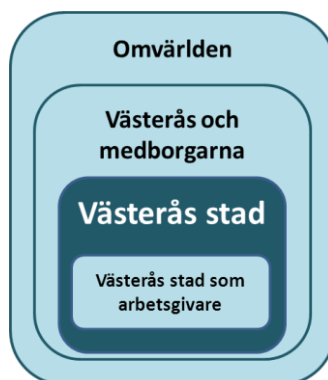 Omvärlden
Västerås och
medborgarna
Västerås stad
Västerås stad som
arbetsgivare